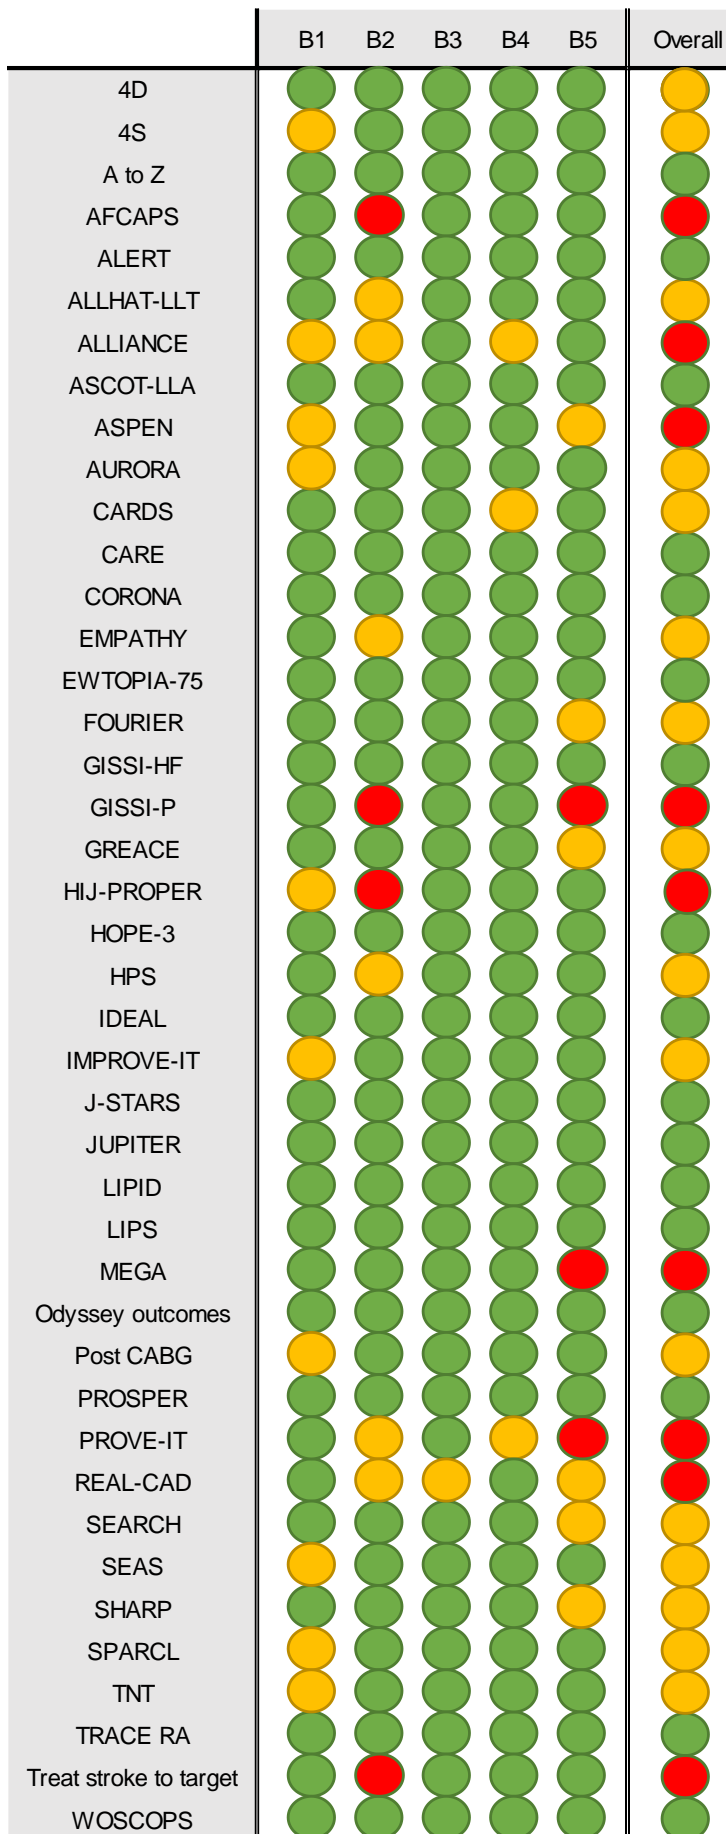 B1 B2 B3 B4 B5 Overall
4D
4S
A to Z
AFCAPS
ALERT
ALLHAT-LLT
ALLIANCE
ASCOT-LLA
ASPEN
AURORA
CARDS
CARE
CORONA
EMPATHY
EWTOPIA-75
FOURIER
GISSI-HF
GISSI-P
GREACE
HIJ-PROPER
HOPE-3
HPS
IDEAL
IMPROVE-IT
J-STARS
JUPITER
LIPID
LIPS
MEGA
Odyssey outcomes
Post CABG
PROSPER
PROVE-IT
REAL-CAD
SEARCH
SEAS
SHARP
SPARCL
TNT
TRACE RA
Treat stroke to target
WOSCOPS